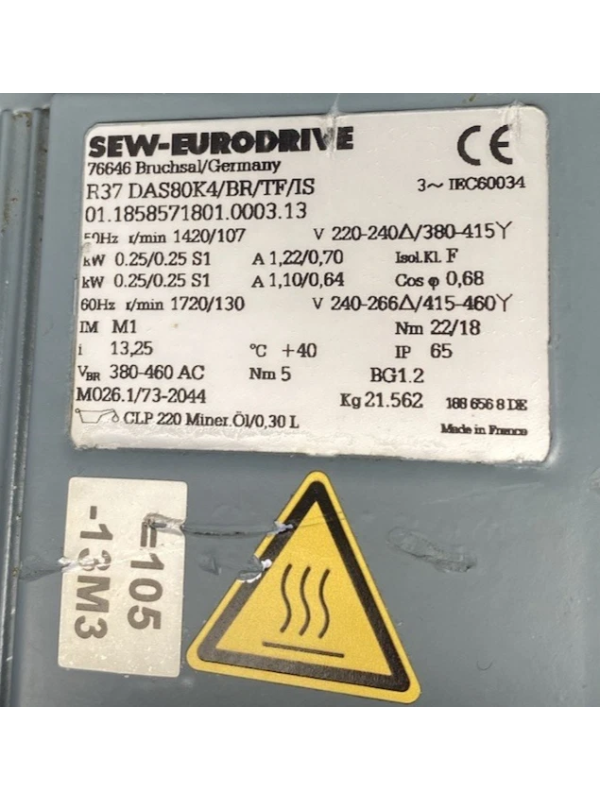 SEW-EURODRIVE CE
76646 Bruchsal/Germany
R37 DAS80K4/BR/TF/IS 3~ IEC60034
01.1858571801.0003.13
50Hz r/min 1420/107 V 220-240Δ/380-415Y
kW 0.25/0.25 S1 A 1,22/0,70 Isol.Kl. F
kW 0.25/0.25 S1 A 1,10/0,64 Cos φ 0,68
60Hz r/min 1720/130 V 240-266Δ/415-460Y
IM M1 Nm 22/18
i 13,25 °C +40 IP 65
VBR 380-460 AC Nm 5 BG1.2
M026.1/73-2044 Kg 21.562 188 656 8 DE
CLP 220 Miner.Öl/0,30 L Made in France
=105
-13M3